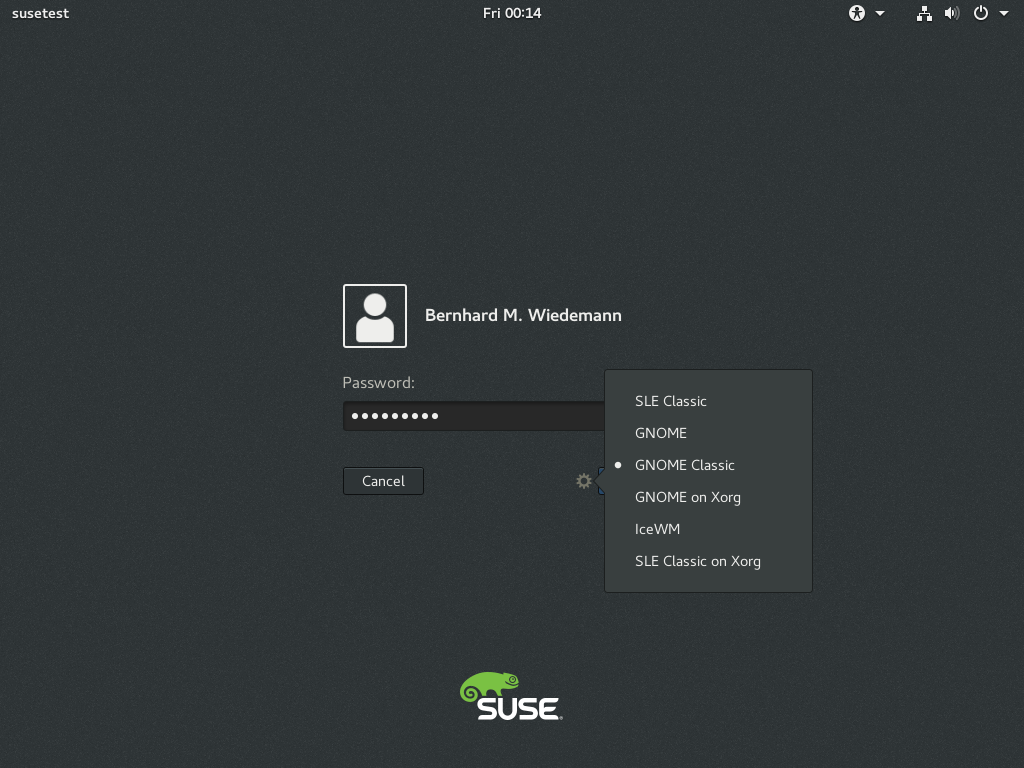 susetest
Fri 00:14
Bernhard M. Wiedemann
Password:
Cancel
SLE Classic
GNOME
GNOME Classic
GNOME on Xorg
IceWM
SLE Classic on Xorg
SUSE